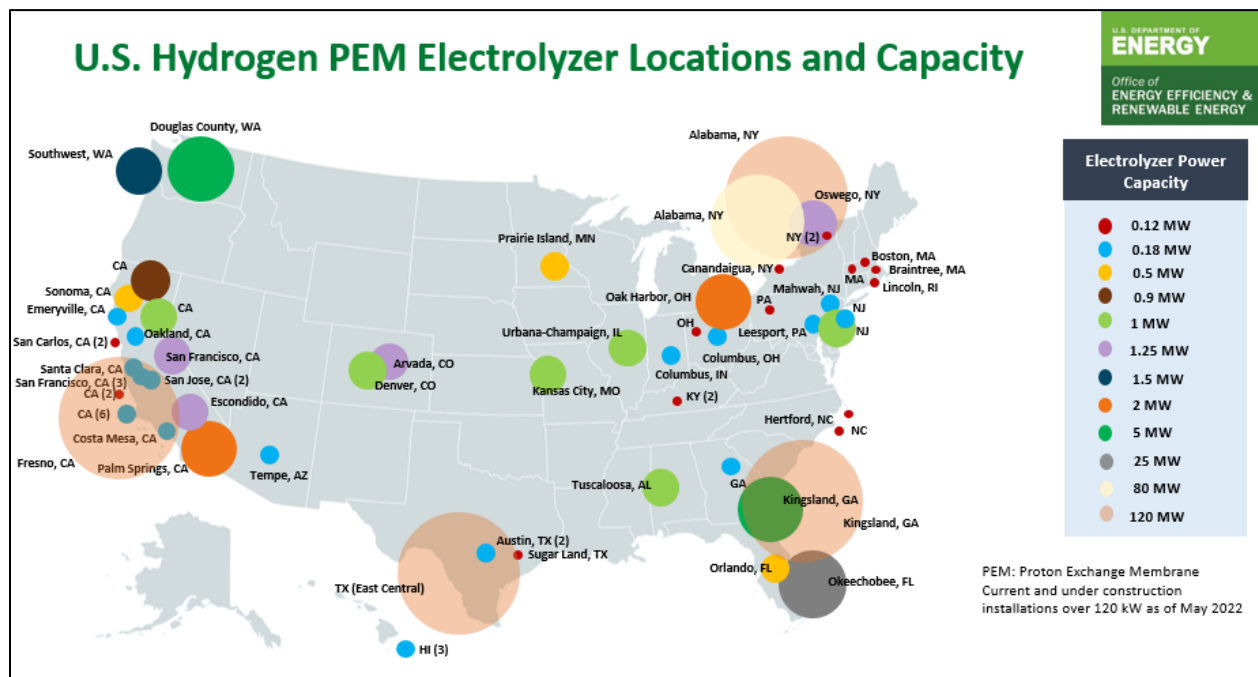 U.S. Hydrogen PEM Electrolyzer Locations and Capacity
U.S. DEPARTMENT OF
ENERGY
Office of
ENERGY EFFICIENCY &
RENEWABLE ENERGY
Douglas County, WA
Southwest, WA
Alabama, NY
Oswego, NY
Alabama, NY
NY (2)
Prairie Island, MN
Boston, MA
Canandaigua, NY
Braintree, MA
MA
Lincoln, RI
CA
Sonoma, CA
Emeryville, CA
CA
Oak Harbor, OH
PA
Mahwah, NJ
NJ
Oakland, CA
OH
Urbana-Champaign, IL
Leesport, PA
NJ
San Carlos, CA (2)
San Francisco, CA
Arvada, CO
Columbus, OH
Santa Clara, CA
Columbus, IN
San Francisco, CA (3)
San Jose, CA (2)
Denver, CO
Kansas City, MO
CA (2)
KY (2)
Escondido, CA
CA (6)
Hertford, NC
NC
Costa Mesa, CA
Fresno, CA
Palm Springs, CA
Tempe, AZ
Tuscaloosa, AL
GA
Kingsland, GA
Kingsland, GA
Austin, TX (2)
Sugar Land, TX
TX (East Central)
Orlando, FL
Okeechobee, FL
HI (3)
Electrolyzer Power
Capacity
0.12 MW
0.18 MW
0.5 MW
0.9 MW
1 MW
1.25 MW
1.5 MW
2 MW
5 MW
25 MW
80 MW
120 MW
PEM: Proton Exchange Membrane
Current and under construction
installations over 120 kW as of May 2022